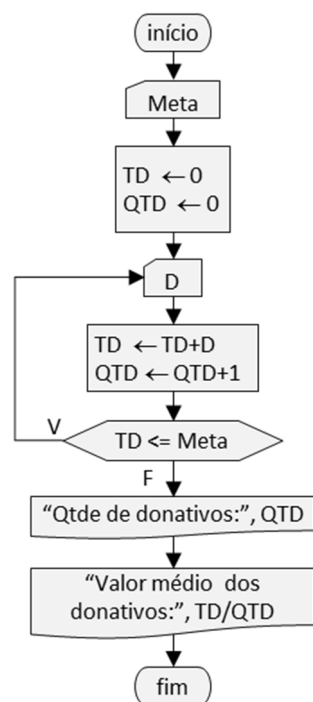 início
Meta
TD ← 0
QTD ← 0
D
TD ← TD+D
QTD ← QTD+1
V
TD <= Meta
F
“Qtde de donativos:”, QTD
“Valor médio dos
donativos:”, TD/QTD
fim